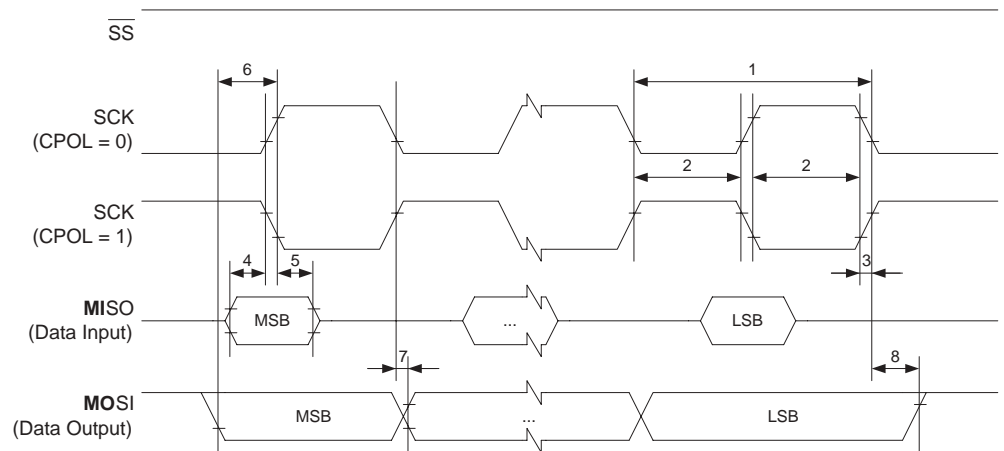 SS
6
1
SCK
(CPOL = 0)
2
2
SCK
(CPOL = 1)
4
5
3
MISO
(Data Input)
MSB
...
LSB
7
8
MOSI
(Data Output)
MSB
...
LSB